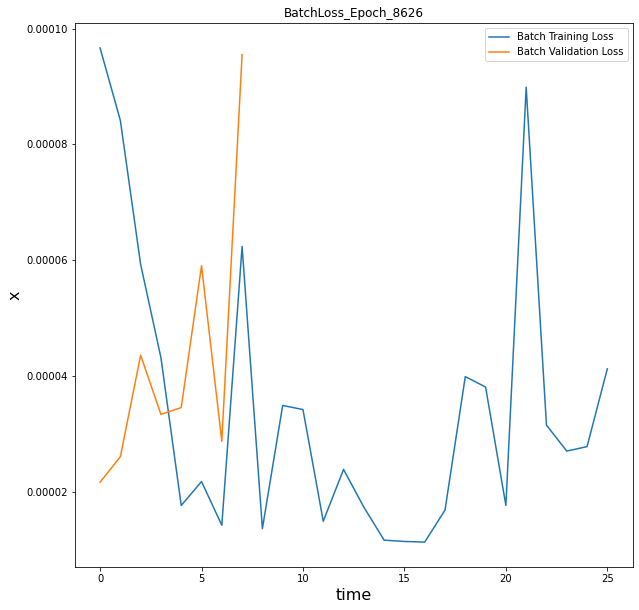 BatchLoss_Epoch_8626
Batch Training Loss
Batch Validation Loss
0.00010
0.00008
0.00006
0.00004
0.00002
x
0 5 10 15 20 25
time